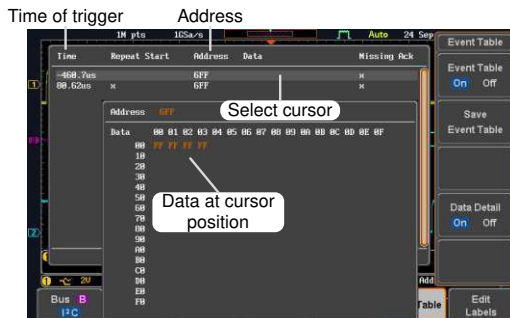 Time of trigger Address
1M pts 1GSa/s Auto 24 Sep
Event Table
Time Repeat Start Address Data Missing Ack
-460.7us 6FF x
80.62us x 6FF x
Event Table
On Off
Select cursor
Save
Event Table
Address 6FF
Data 00 01 02 03 04 05 06 07 08 09 0A 0B 0C 0D 0E 0F
00 FF FF FF FF
10
20
30
40
50
60
70
80
90
A0
B0
C0
D0
E0
F0
Data at cursor
position
Data Detail
On Off
1
B
2
1 2V Add
Bus B
I²C
Table
Edit
Labels